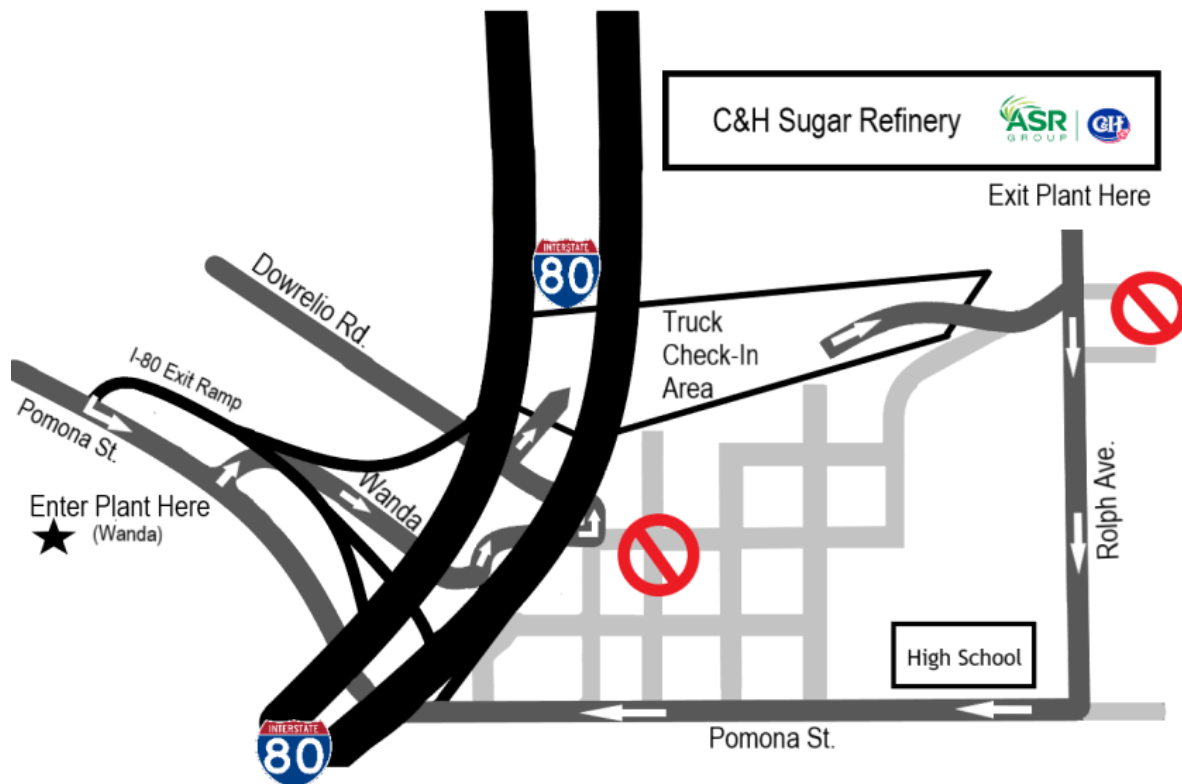 C&H Sugar Refinery
ASR
GROUP
C&H
Exit Plant Here
INTERSTATE
80
Dowrelio Rd.
Truck
Check-In
Area
I-80 Exit Ramp
Pomona St.
Wanda
Enter Plant Here
(Wanda)
Rolph Ave.
High School
Pomona St.
INTERSTATE
80